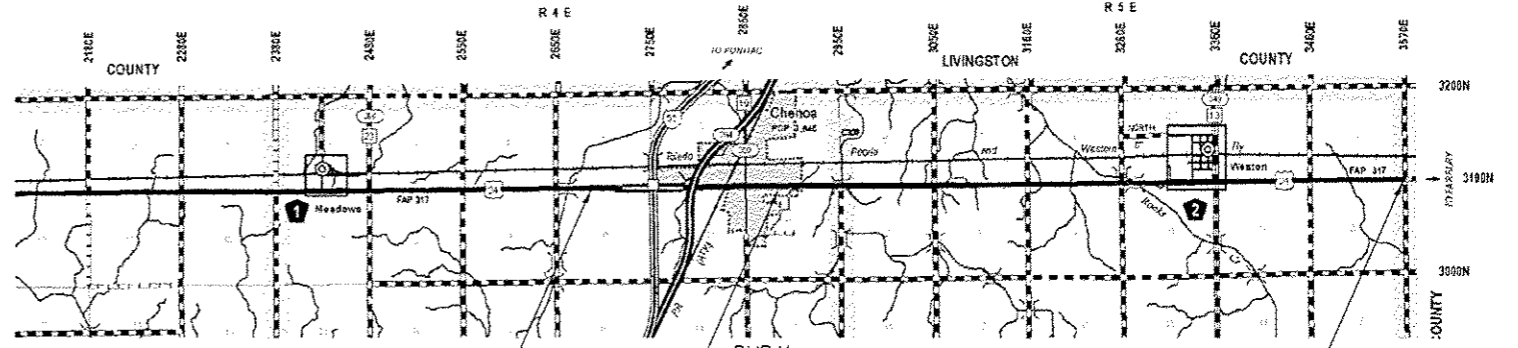 R 4 E
R 5 E
2180E
2280E
2380E
2480E
2550E
2650E
2750E
2850E
2950E
3050E
3160E
3260E
3360E
3460E
3570E
TO PONTIAC
COUNTY
LIVINGSTON
COUNTY
3200N
Chenoa
NORTH
Toledo
Peoria
and
Western
Ry
Weston
24
FAP 317
24
FAP 317
3100N
1
Meadows
2
Rooks
Cr
3000N
COUNTY